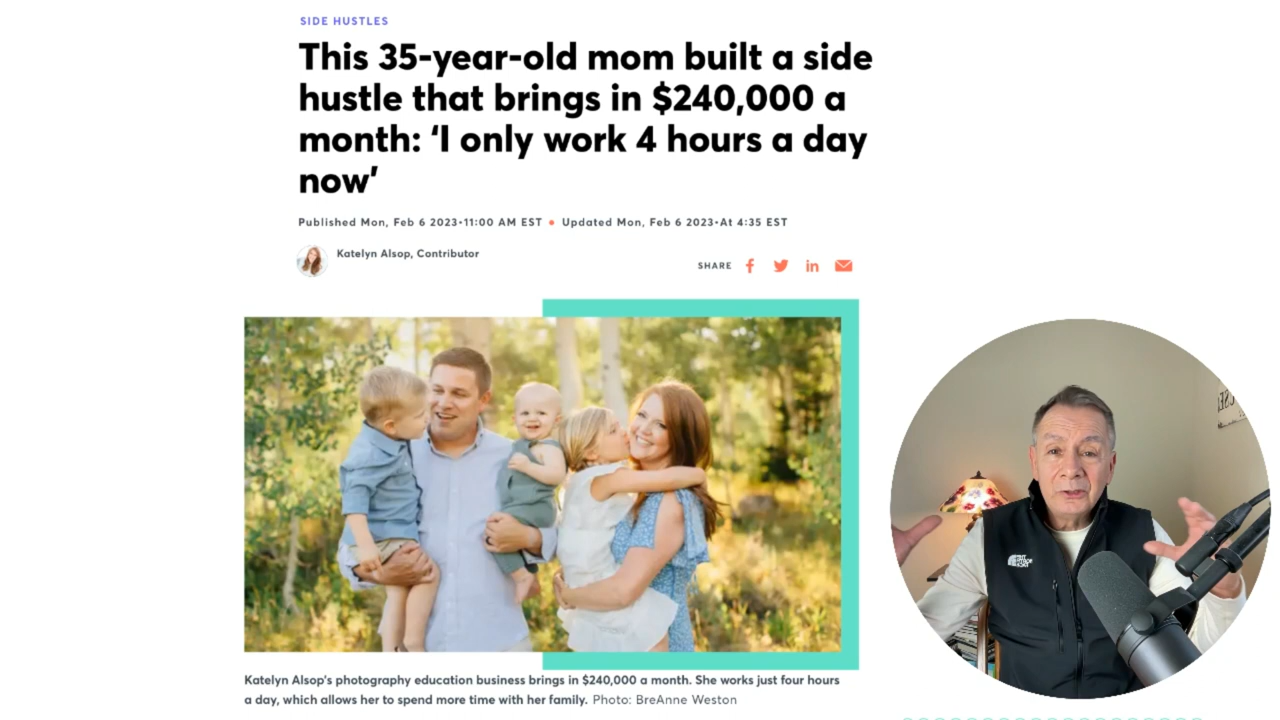 SIDE HUSTLES
This 35-year-old mom built a side
hustle that brings in $240,000 a
month: ‘I only work 4 hours a day
now’
Published Mon, Feb 6 2023•11:00 AM EST • Updated Mon, Feb 6 2023•At 4:35 EST
Katelyn Alsop, Contributor
SHARE
Katelyn Alsop's photography education business brings in $240,000 a month. She works just four hours
a day, which allows her to spend more time with her family. Photo: BreAnne Weston